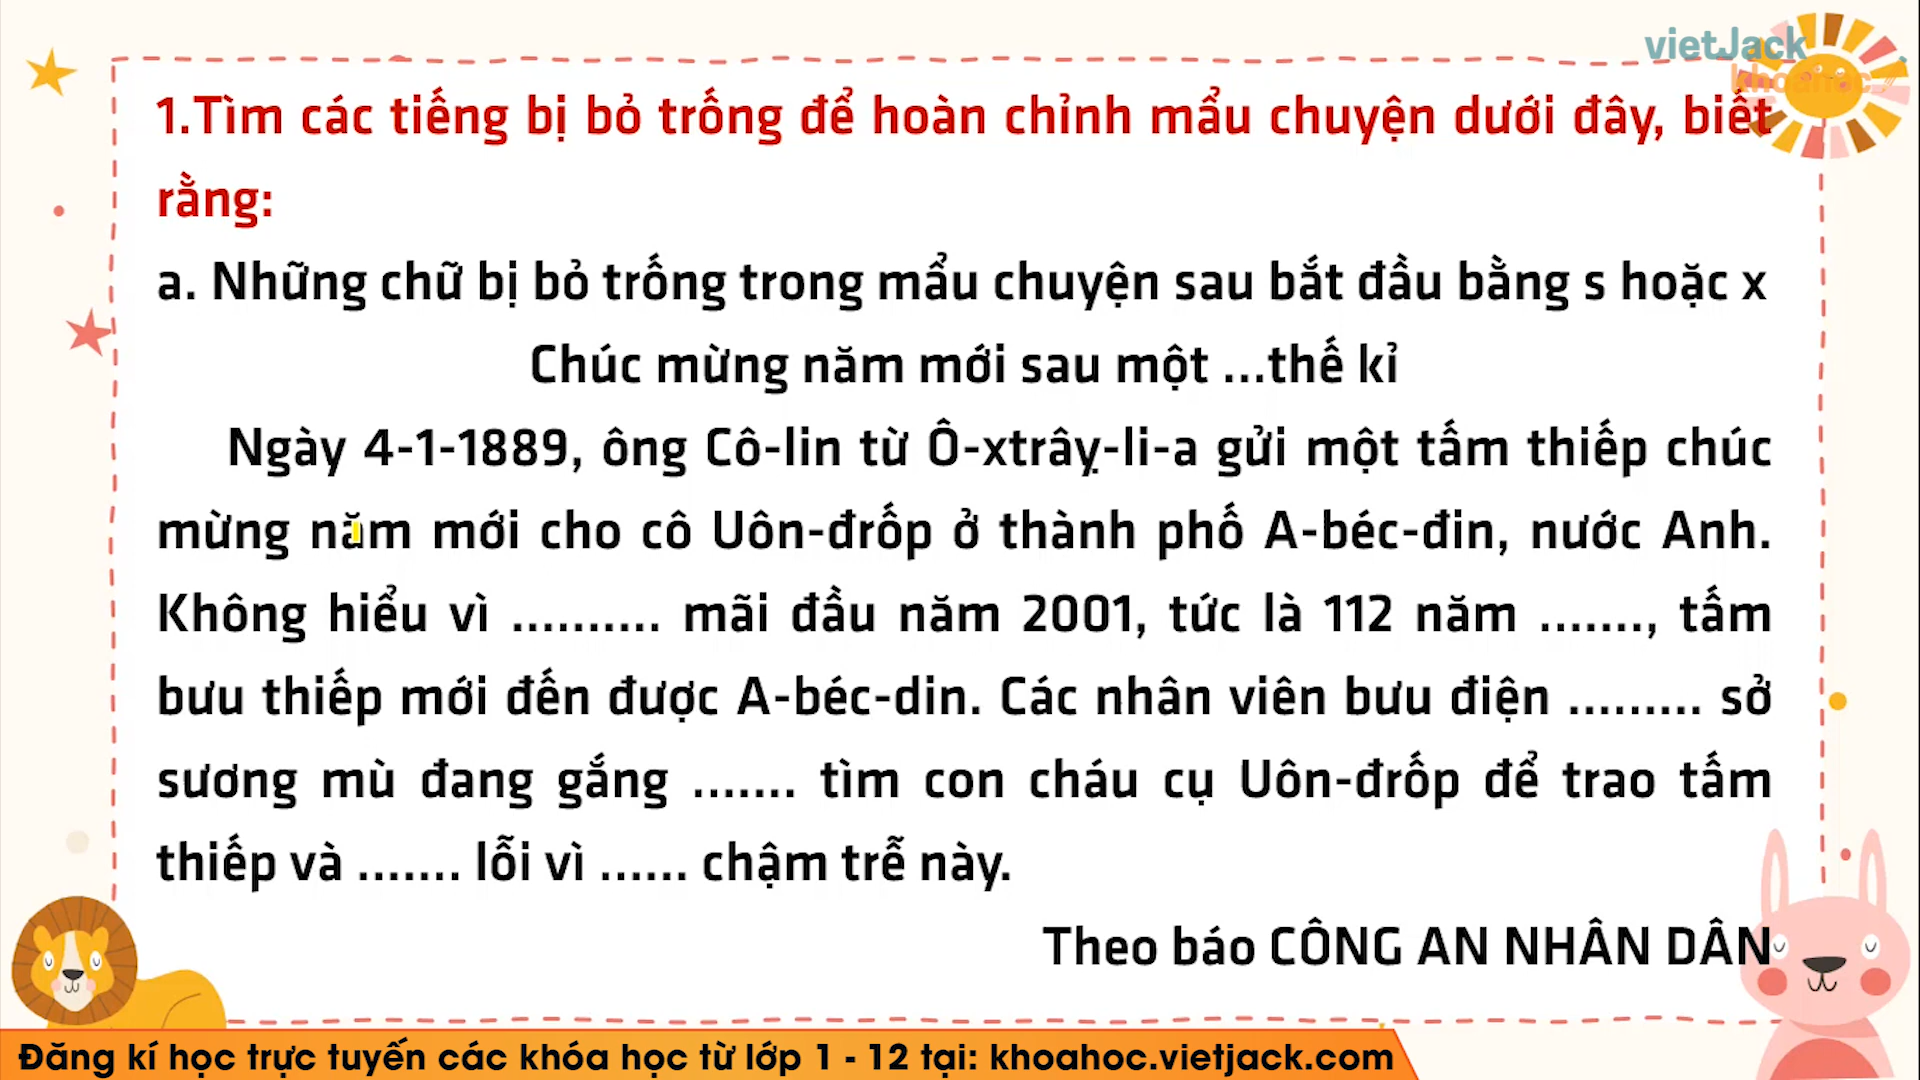 vietJack
khoahoc
1.Tìm các tiếng bị bỏ trống để hoàn chỉnh mẩu chuyện dưới đây, biết
rằng:
a. Những chữ bị bỏ trống trong mẩu chuyện sau bắt đầu bằng s hoặc x
Chúc mừng năm mới sau một ...thế kỉ
Ngày 4-1-1889, ông Cô-lin từ Ô-xtrâỵ-li-a gửi một tấm thiếp chúc
mừng năm mới cho cô Uôn-đrốp ở thành phố A-béc-đin, nước Anh.
Không hiểu vì .......... mãi đầu năm 2001, tức là 112 năm ......., tấm
bưu thiếp mới đến được A-béc-din. Các nhân viên bưu điện ......... sở
sương mù đang gắng ....... tìm con cháu cụ Uôn-đrốp để trao tấm
thiếp và ....... lỗi vì ...... chậm trễ này.
Theo báo CÔNG AN NHÂN DÂN
Đăng kí học trực tuyến các khóa học từ lớp 1 - 12 tại: khoahoc.vietjack.com